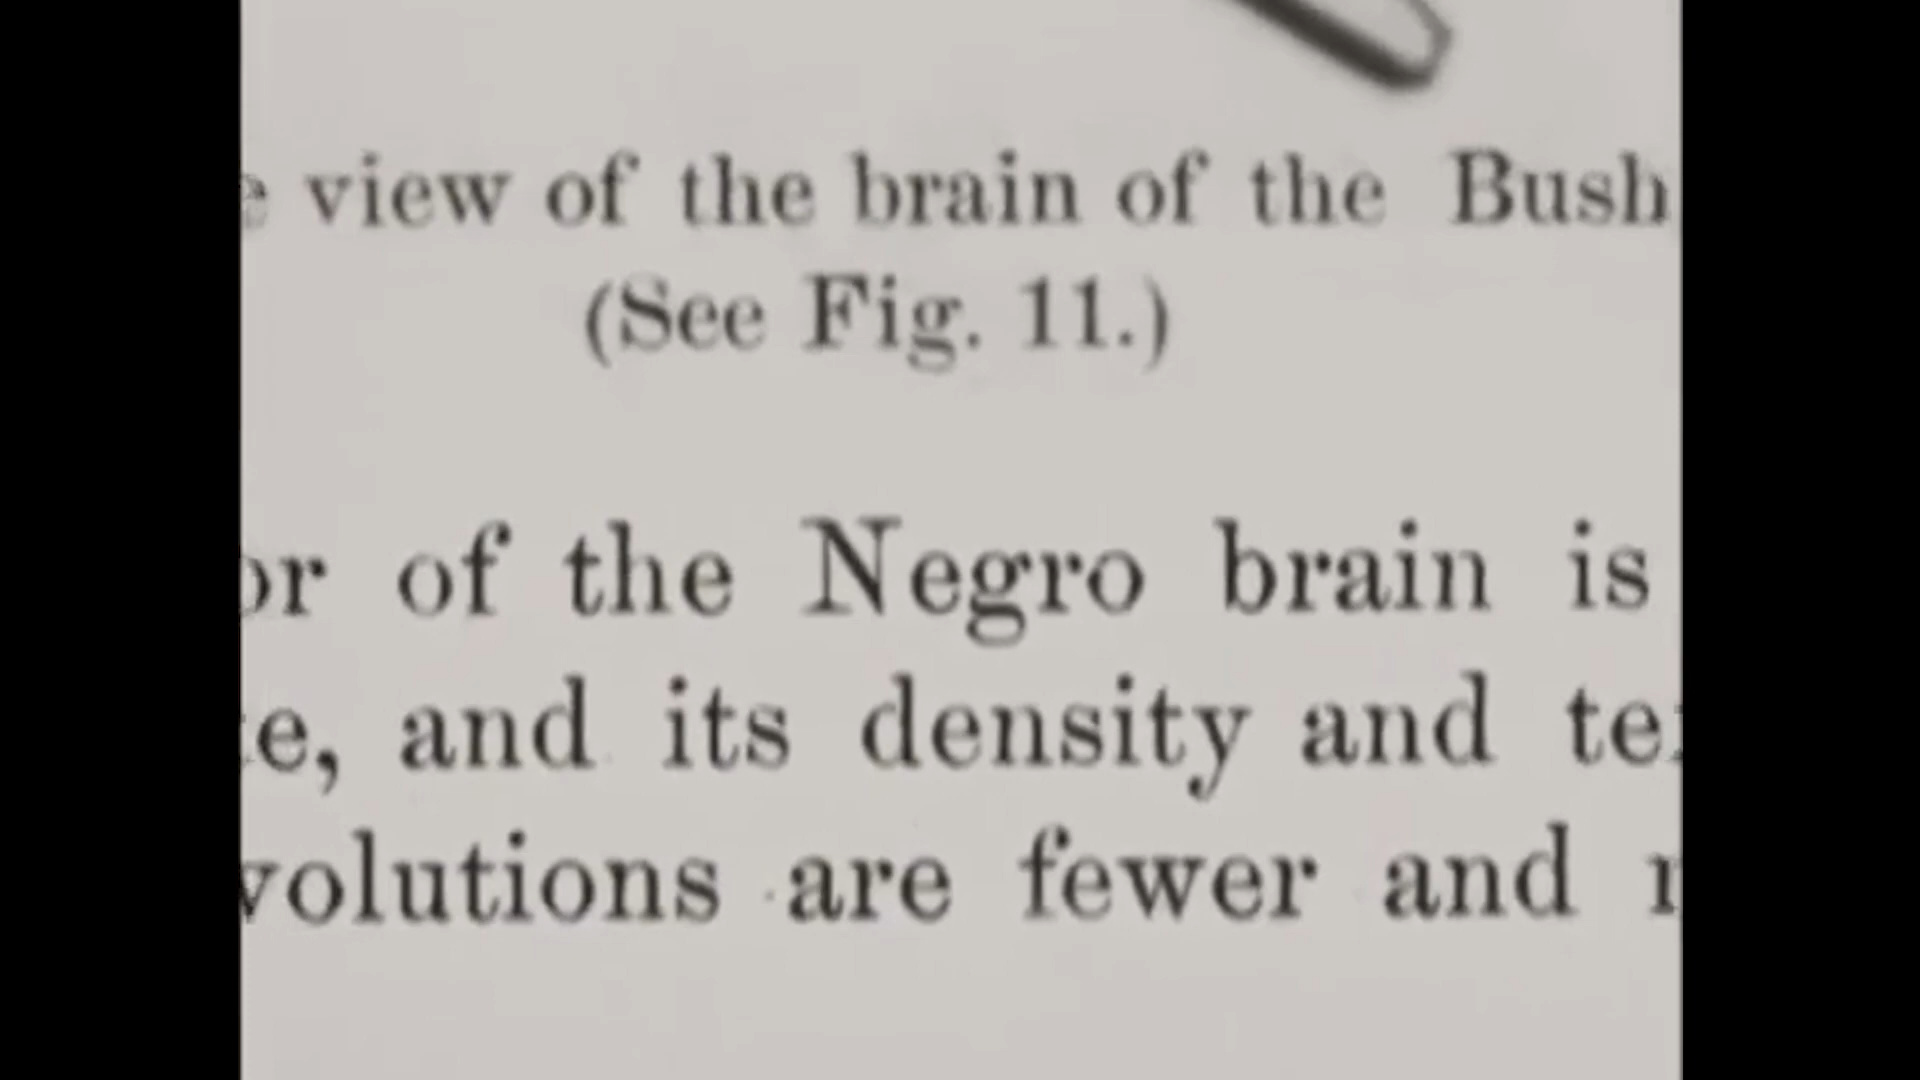 view of the brain of the Bush
(See Fig. 11.)
of the Negro brain is
and its density and
are fewer and